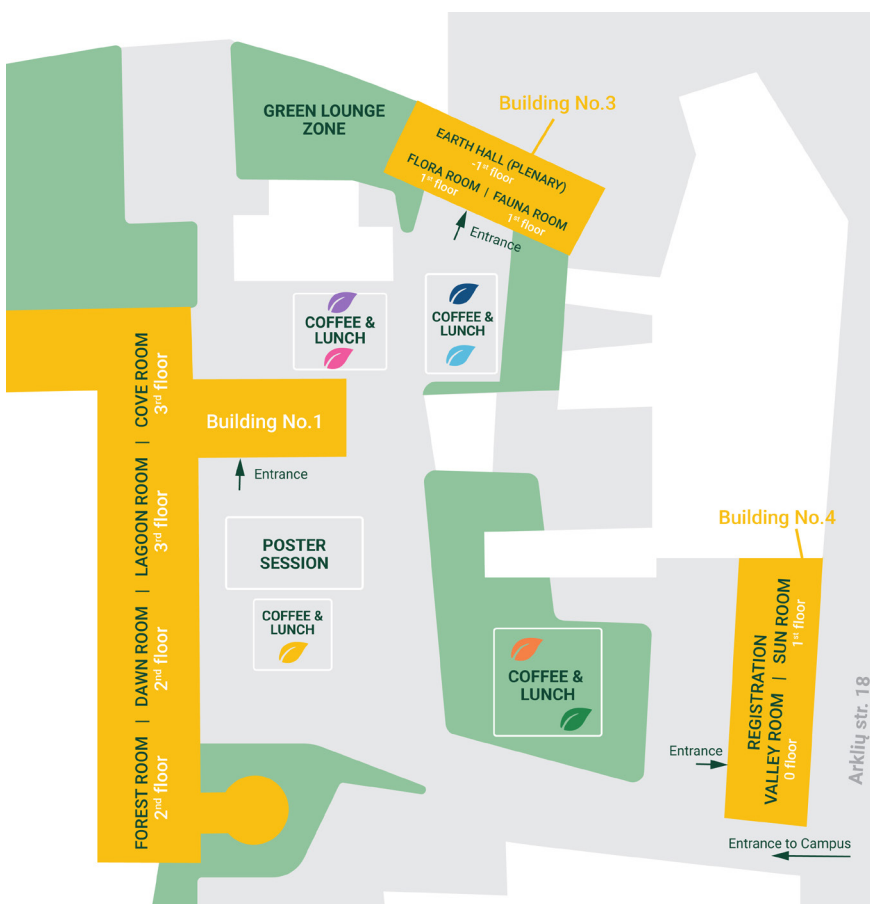 Building No.3
GREEN LOUNGE
ZONE
EARTH HALL (PLENARY)
-1st floor
FLORA ROOM | FAUNA ROOM
1st floor
1st floor
Entrance
COFFEE &
LUNCH
COFFEE &
LUNCH
Building No.1
Entrance
FOREST ROOM | DAWN ROOM | LAGOON ROOM | COVE ROOM
2nd floor
2nd floor
3rd floor
3rd floor
POSTER
SESSION
COFFEE &
LUNCH
COFFEE &
LUNCH
Building No.4
REGISTRATION
VALLEY ROOM | SUN ROOM
0 floor
1st floor
Entrance
Arklių str. 18
Entrance to Campus